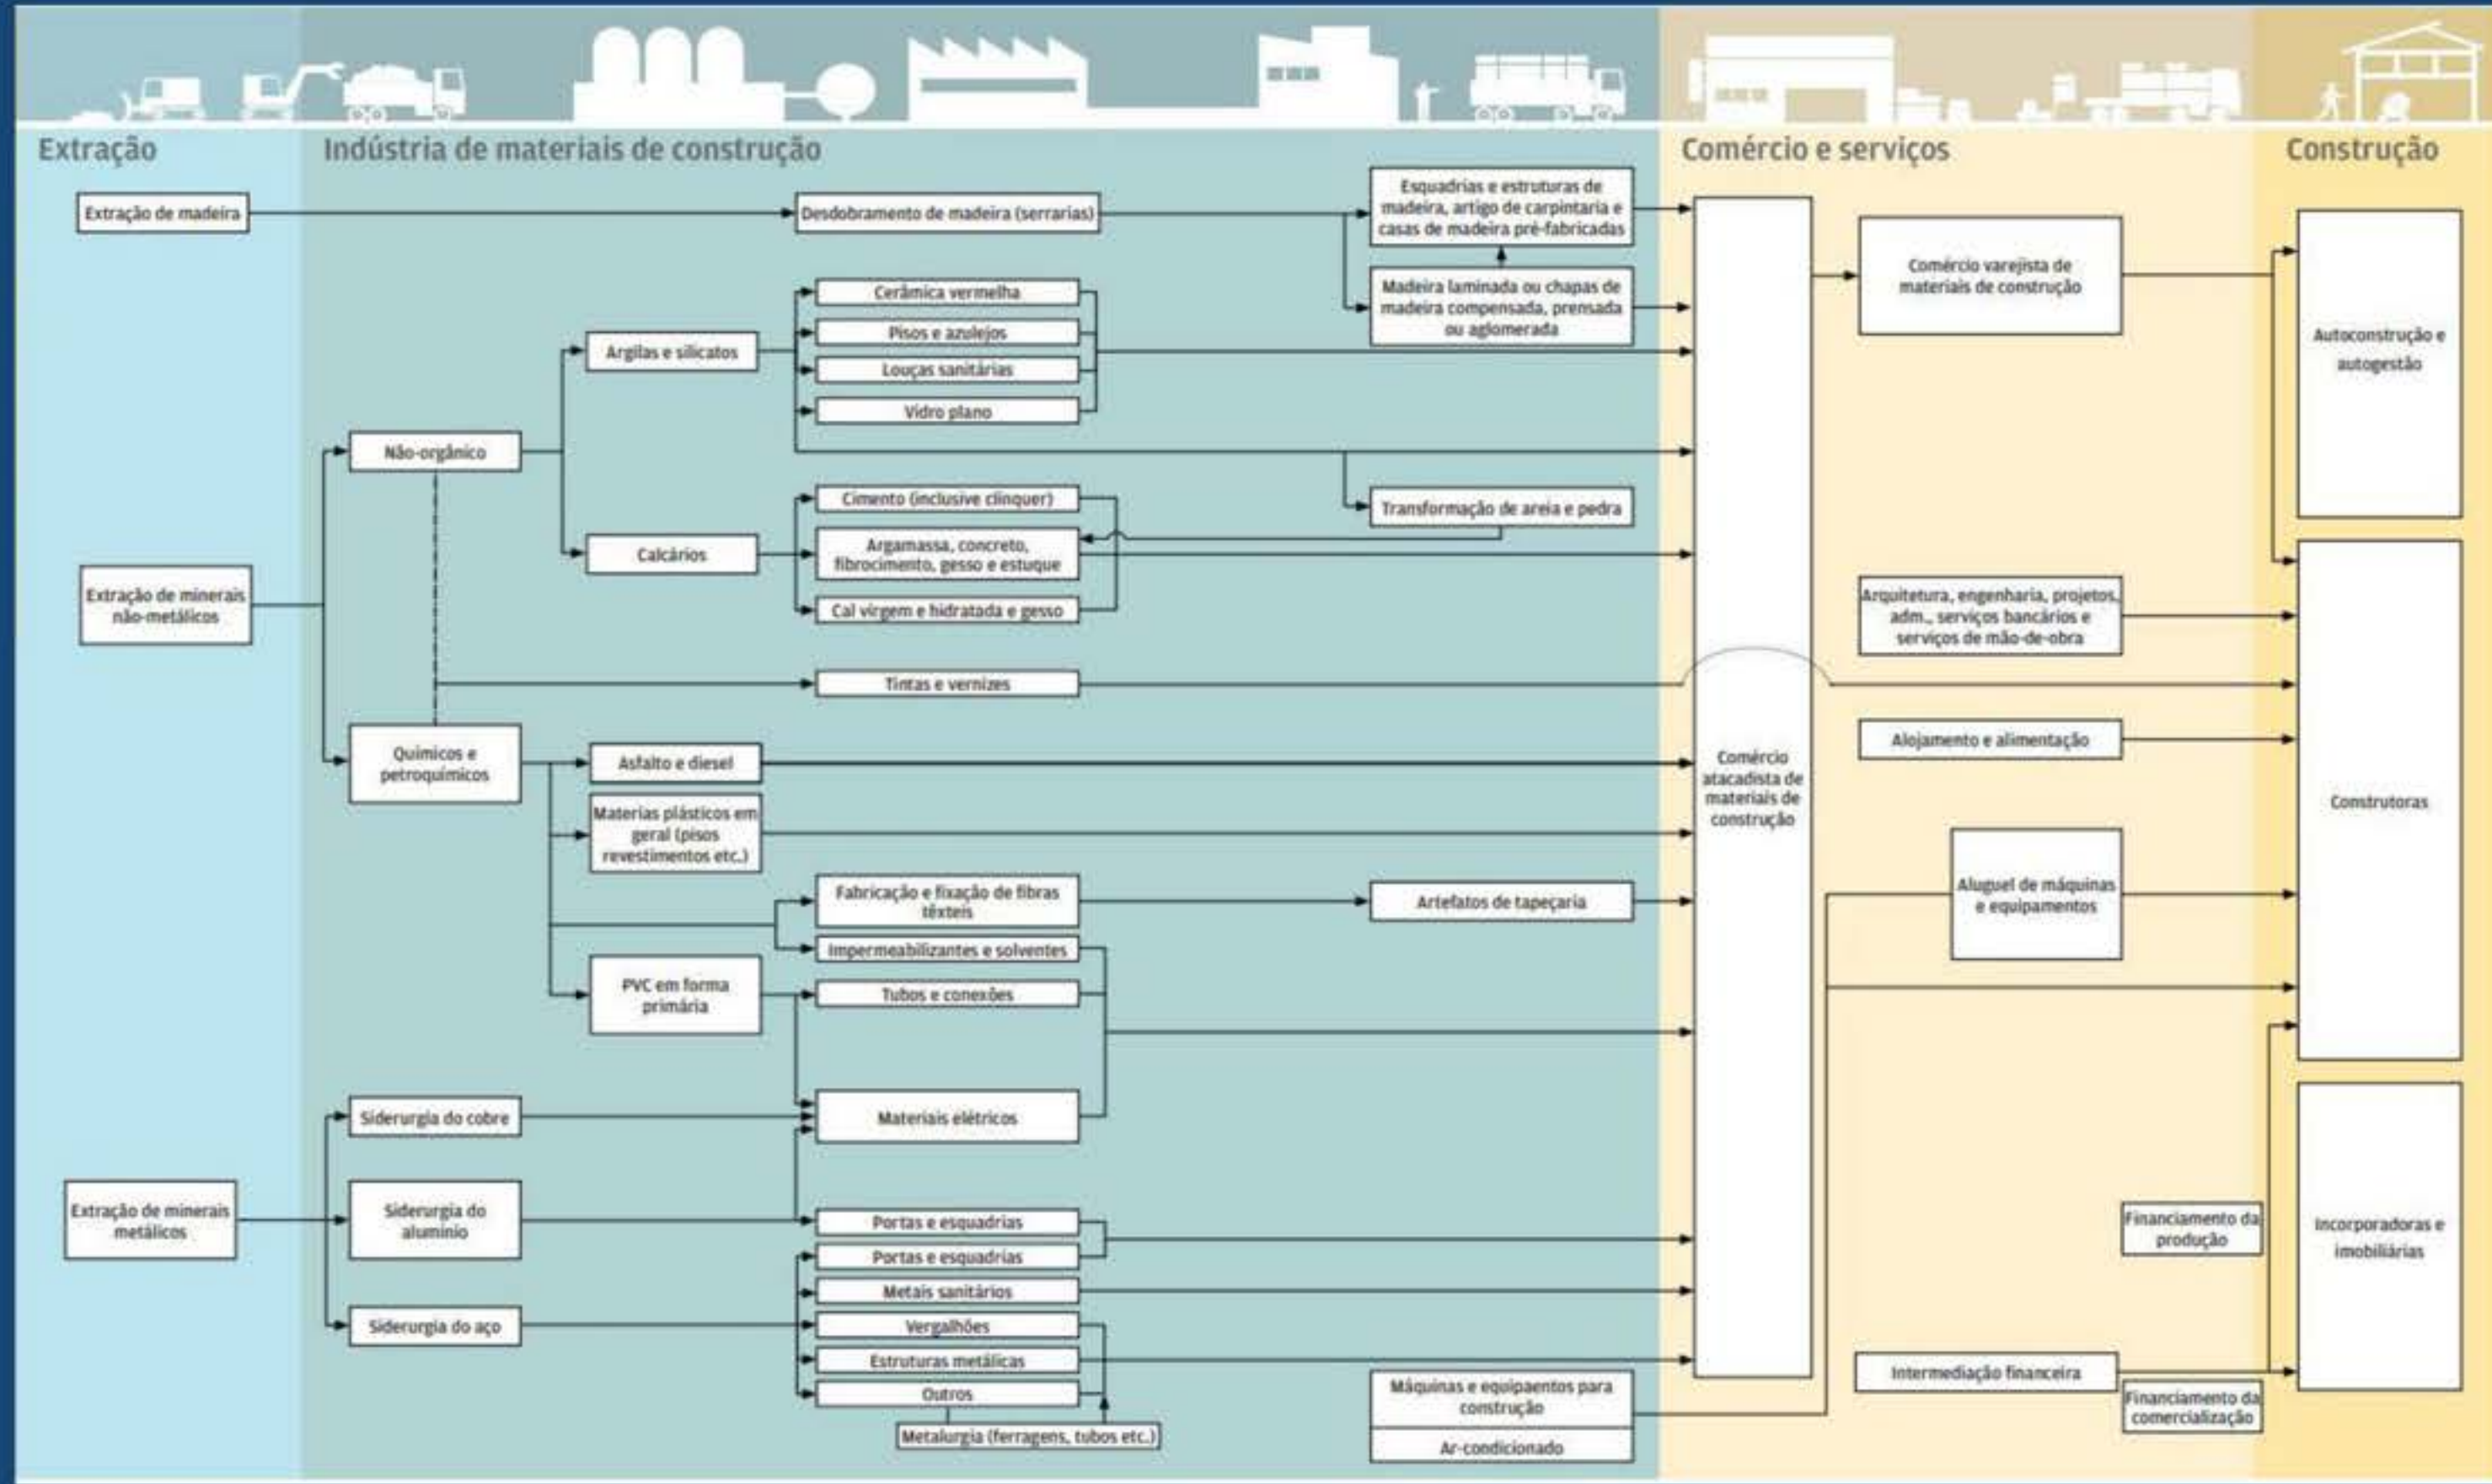 Extração
Indústria de materiais de construção
Comércio e serviços
Construção
Extração de madeira
Desdobramento de madeira (serrarias)
Esquadrias e estruturas de
madeira, artigo de carpintaria e
casas de madeira pré-fabricadas
Madeira laminada ou chapas de
madeira compensada, prensada
ou aglomerada
Cerâmica vermelha
Pisos e azulejos
Louças sanitárias
Vidro plano
Argilas e silicatos
Não-orgânico
Calcários
Cimento (inclusive clínquer)
Argamassa, concreto,
fibrocimento, gesso e estuque
Cal virgem e hidratada e gesso
Transformação de areia e pedra
Extração de minerais
não-metálicos
Tintas e vernizes
Químicos e
petroquímicos
Asfalto e diesel
Materias plásticos em
geral (pisos
revestimentos etc.)
Fabricação e fixação de fibras
têxteis
Artefatos de tapeçaria
Impermeabilizantes e solventes
PVC em forma
primária
Tubos e conexões
Siderurgia do cobre
Materiais elétricos
Extração de minerais
metálicos
Siderurgia do
alumínio
Portas e esquadrias
Portas e esquadrias
Metais sanitários
Siderurgia do aço
Vergalhões
Estruturas metálicas
Outros
Metalurgia (ferragens, tubos etc.)
Máquinas e equipaentos para
construção
Ar-condicionado
Comércio
atacadista de
materiais de
construção
Comércio varejista de
materiais de construção
Arquitetura, engenharia, projetos,
adm., serviços bancários e
serviços de mão-de-obra
Alojamento e alimentação
Aluguel de máquinas
e equipamentos
Financiamento da
produção
Intermediação financeira
Financiamento da
comercialização
Autoconstrução e
autogestão
Construtoras
Incorporadoras e
imobiliárias